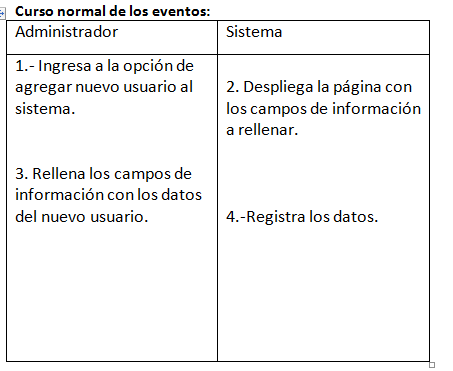 Curso normal de los eventos:
Administrador
Sistema
1.- Ingresa a la opción de
agregar nuevo usuario al
sistema.
2. Despliega la página con
los campos de información
a rellenar.
3. Rellena los campos de
información con los datos
del nuevo usuario.
4.-Registra los datos.